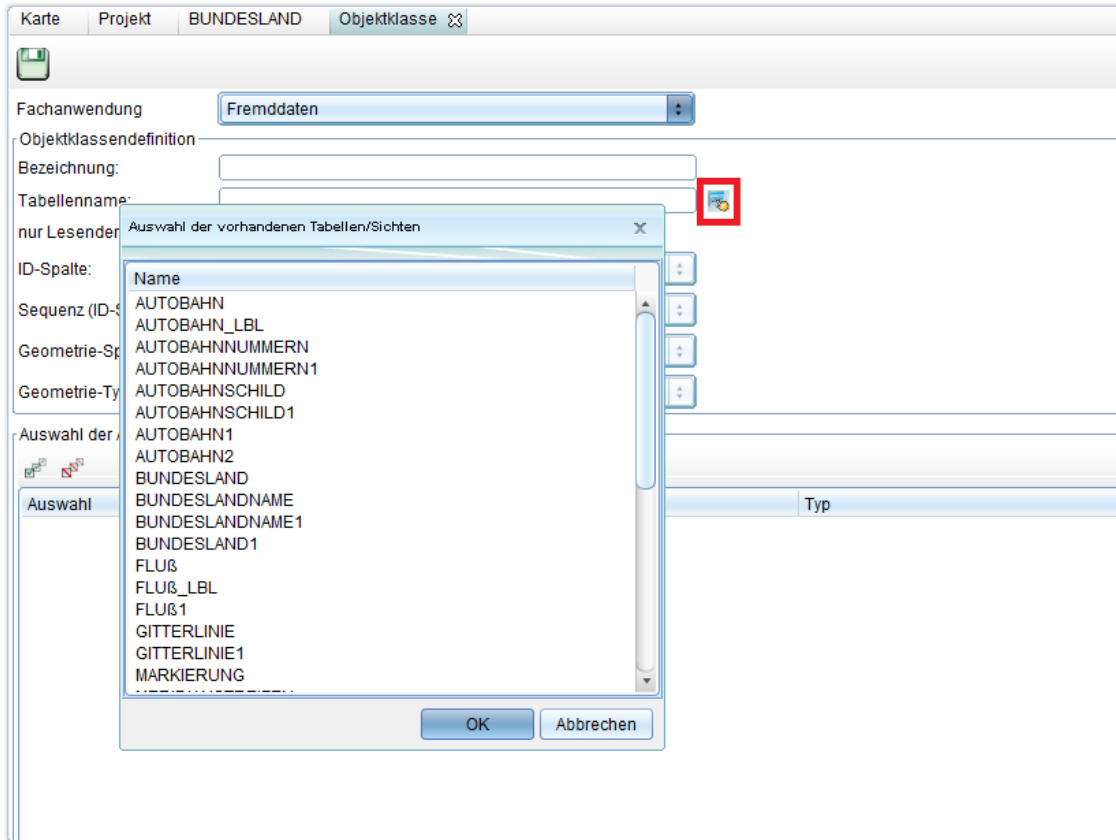 Karte Projekt BUNDESLAND Objektklasse
Fachanwendung Fremddaten
Objektklassendefinition
Bezeichnung:
Tabellenname:
nur Lesender
ID-Spalte:
Sequenz (ID-S
Geometrie-Sp
Geometrie-Ty
Auswahl der vorhandenen Tabellen/Sichten
Name
AUTOBAHN
AUTOBAHN_LBL
AUTOBAHNNUMMERN
AUTOBAHNNUMMERN1
AUTOBAHNSCHILD
AUTOBAHNSCHILD1
AUTOBAHN1
AUTOBAHN2
BUNDESLAND
BUNDESLANDNAME
BUNDESLANDNAME1
BUNDESLAND1
FLUß
FLUß_LBL
FLUß1
GITTERLINIE
GITTERLINIE1
MARKIERUNG
OK Abbrechen
Auswahl der
Auswahl Typ